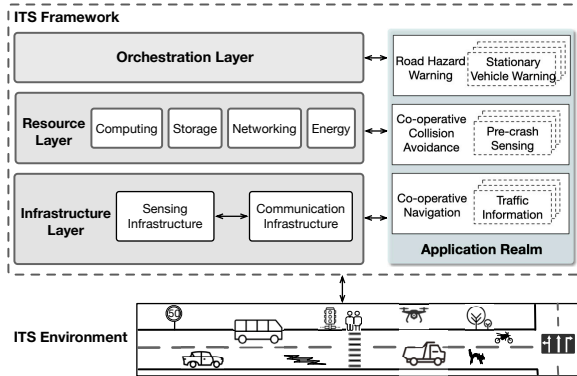 ITS Framework
Orchestration Layer
Resource
Layer
Computing
Storage
Networking
Energy
Infrastructure
Layer
Sensing
Infrastructure
Communication
Infrastructure
Road Hazard
Warning
Stationary
Vehicle Warning
Co-operative
Collision
Avoidance
Pre-crash
Sensing
Co-operative
Navigation
Traffic
Information
Application Realm
ITS Environment
50